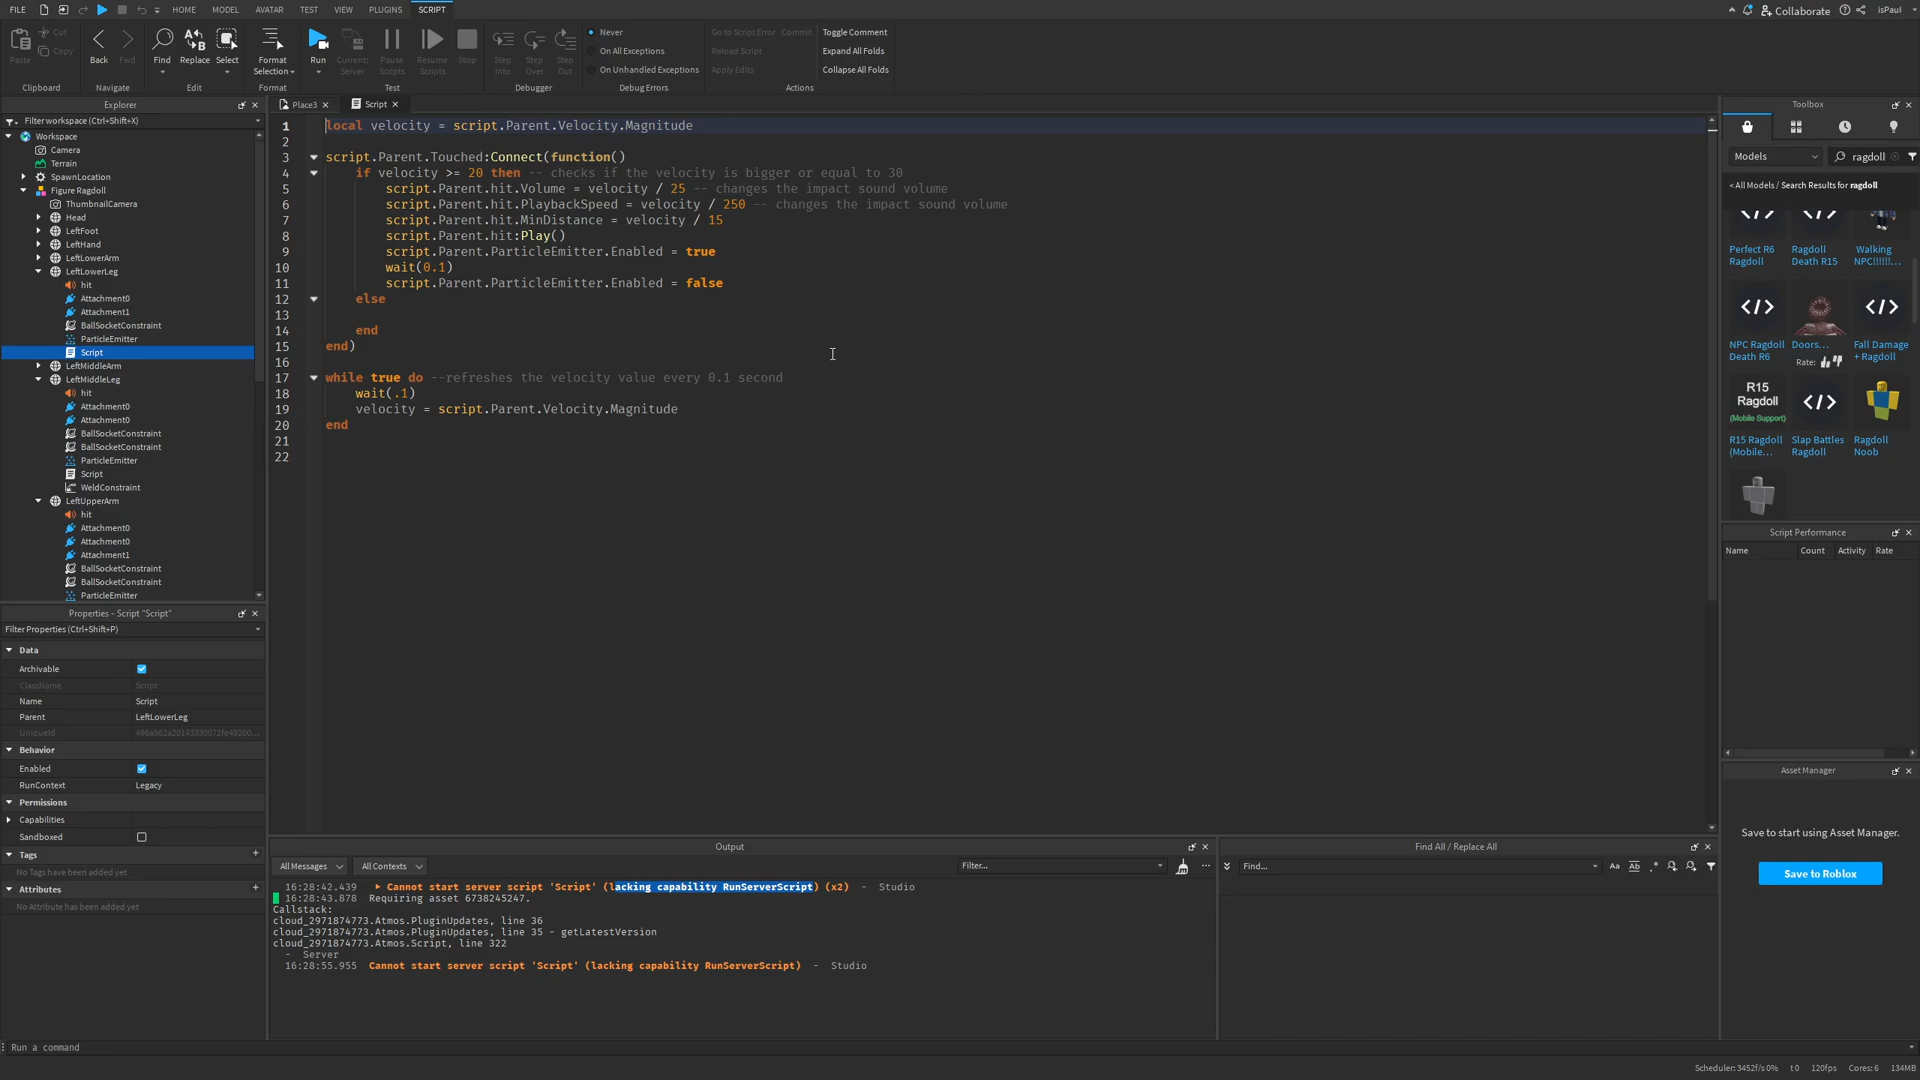 FILE HOME MODEL AVATAR TEST VIEW PLUGINS SCRIPT Collaborate isPaul
Paste Cut Copy Back Fwd Find Replace Select Format Selection Run Current: Server Pause Scripts Resume Scripts Stop Step Into Step Over Step Out
Never
On All Exceptions
On Unhandled Exceptions
Go to Script Error Commit
Reload Script
Apply Edits
Toggle Comment
Expand All Folds
Collapse All Folds
Clipboard Navigate Edit Format Test Debugger Debug Errors Actions
Explorer
Filter workspace (Ctrl+Shift+X)
Workspace
Camera
Terrain
SpawnLocation
Figure Ragdoll
ThumbnailCamera
Head
LeftFoot
LeftHand
LeftLowerArm
LeftLowerLeg
hit
Attachment0
Attachment1
BallSocketConstraint
ParticleEmitter
Script
LeftMiddleArm
LeftMiddleLeg
hit
Attachment0
Attachment0
BallSocketConstraint
BallSocketConstraint
ParticleEmitter
Script
WeldConstraint
LeftUpperArm
hit
Attachment0
Attachment0
Attachment1
BallSocketConstraint
BallSocketConstraint
ParticleEmitter
Properties - Script "Script"
Filter Properties (Ctrl+Shift+P)
Data
Archivable
ClassName Script
Name Script
Parent LeftLowerLeg
UniqueId
Behavior
Enabled
RunContext Legacy
Permissions
Capabilities
Sandboxed
Tags
No Tags have been added yet
Attributes
No Attribute has been added yet
Place3 Script
1 local velocity = script.Parent.Velocity.Magnitude
2
3 script.Parent.Touched:Connect(function()
4 if velocity >= 20 then -- checks if the velocity is bigger or equal to 30
5 script.Parent.hit.Volume = velocity / 25 -- changes the impact sound volume
6 script.Parent.hit.PlaybackSpeed = velocity / 250 -- changes the impact sound volume
7 script.Parent.hit.MinDistance = velocity / 15
8 script.Parent.hit:Play()
9 script.Parent.ParticleEmitter.Enabled = true
10 wait(0.1)
11 script.Parent.ParticleEmitter.Enabled = false
12 else
13
14 end
15 end)
16
17 while true do --refreshes the velocity value every 0.1 second
18 wait(.1)
19 velocity = script.Parent.Velocity.Magnitude
20 end
21
22
Output
All Messages All Contexts Filter...
16:28:42.439 Cannot start server script 'Script' (lacking capability RunServerScript) (x2) - Studio
16:28:43.878 Requiring asset 6738245247.
Callstack:
cloud_2971874773.Atmos.PluginUpdates, line 36
cloud_2971874773.Atmos.PluginUpdates, line 35 - getLatestVersion
cloud_2971874773.Atmos.Script, line 322
- Server
16:28:55.955 Cannot start server script 'Script' (lacking capability RunServerScript) - Studio
Find All / Replace All
Find... Aa Ab .*
Toolbox
Models ragdoll
< All Models / Search Results for ragdoll
Perfect R6 Ragdoll
Ragdoll Death R15
Walking NPC!!!!!!...
NPC Ragdoll Death R6
Doors...
Rate:
Fall Damage + Ragdoll
R15 Ragdoll (Mobile Support)
R15 Ragdoll (Mobile...
Slap Battles Ragdoll
Ragdoll Noob
Script Performance
Name Count Activity Rate
Asset Manager
Save to start using Asset Manager.
Save to Roblox
Run a command
Scheduler: 3452f/s 0% t 0 120fps Cores: 6 134MB